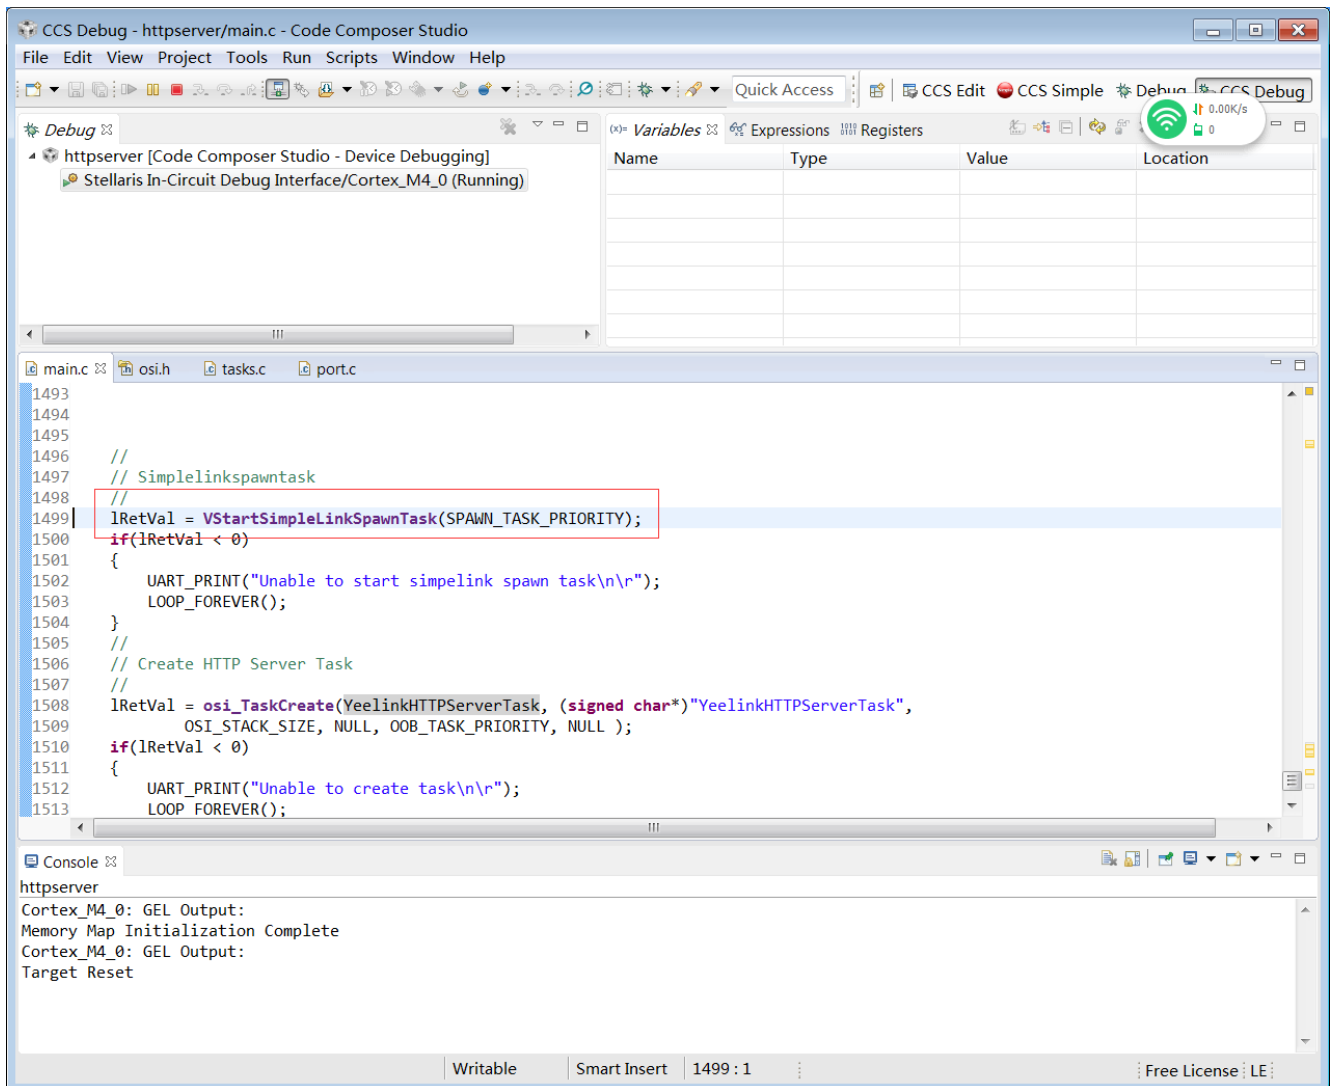 CCS Debug - httpserver/main.c - Code Composer Studio
File Edit View Project Tools Run Scripts Window Help
Quick Access CCS Edit CCS Simple Debug CCS Debug
0.00K/s
0
Debug
(x)= Variables Expressions Registers
httpserver [Code Composer Studio - Device Debugging]
Stellaris In-Circuit Debug Interface/Cortex_M4_0 (Running)
Name Type Value Location
main.c osi.h tasks.c port.c
1493
1494
1495
1496 //
1497 // Simplelinkspawntask
1498 //
1499 lRetVal = VStartSimpleLinkSpawnTask(SPAWN_TASK_PRIORITY);
1500 if(lRetVal < 0)
1501 {
1502 UART_PRINT("Unable to start simpelink spawn task\n\r");
1503 LOOP_FOREVER();
1504 }
1505 //
1506 // Create HTTP Server Task
1507 //
1508 lRetVal = osi_TaskCreate(YeelinkHTTPServerTask, (signed char*)"YeelinkHTTPServerTask",
1509 OSI_STACK_SIZE, NULL, OOB_TASK_PRIORITY, NULL );
1510 if(lRetVal < 0)
1511 {
1512 UART_PRINT("Unable to create task\n\r");
1513 LOOP_FOREVER();
Console
httpserver
Cortex_M4_0: GEL Output:
Memory Map Initialization Complete
Cortex_M4_0: GEL Output:
Target Reset
Writable Smart Insert 1499 : 1 Free License LE